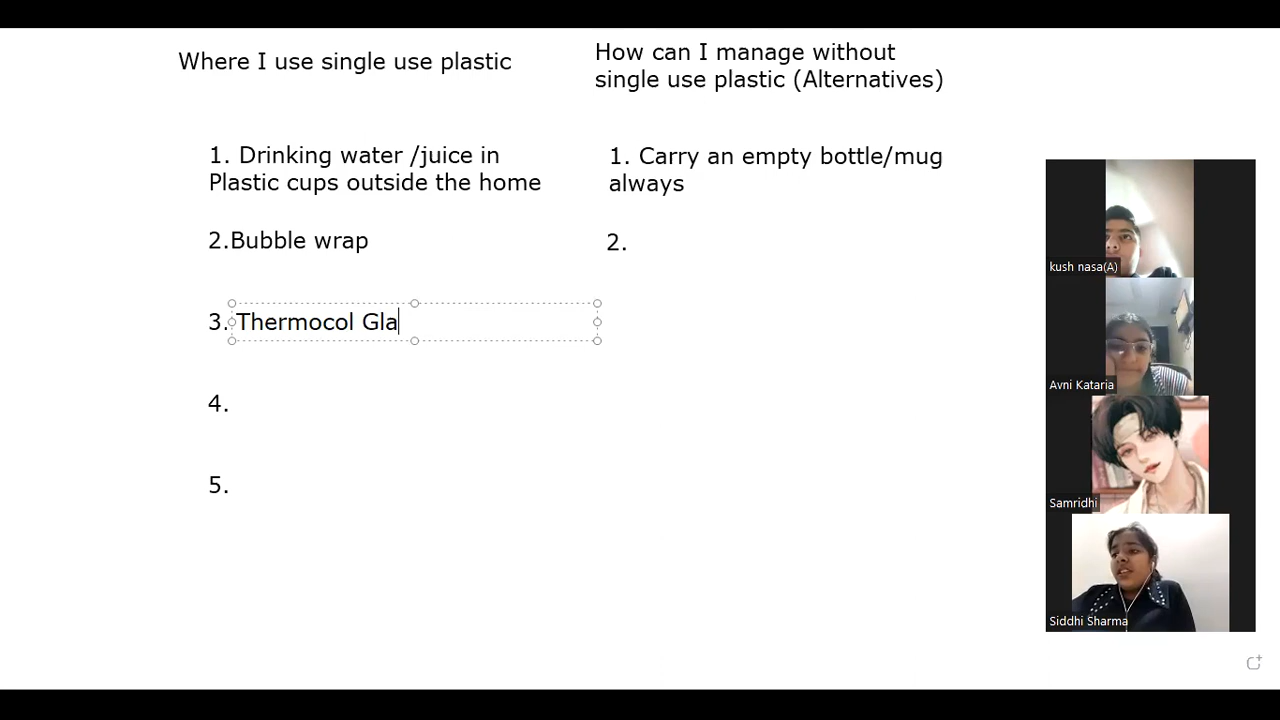 Where I use single use plastic
How can I manage without
single use plastic (Alternatives)
1. Drinking water /juice in
Plastic cups outside the home
1. Carry an empty bottle/mug
always
2.Bubble wrap
2.
3. Thermocol Gla
4.
5.
kush nasa(A)
Avni Kataria
Samridhi
Siddhi Sharma